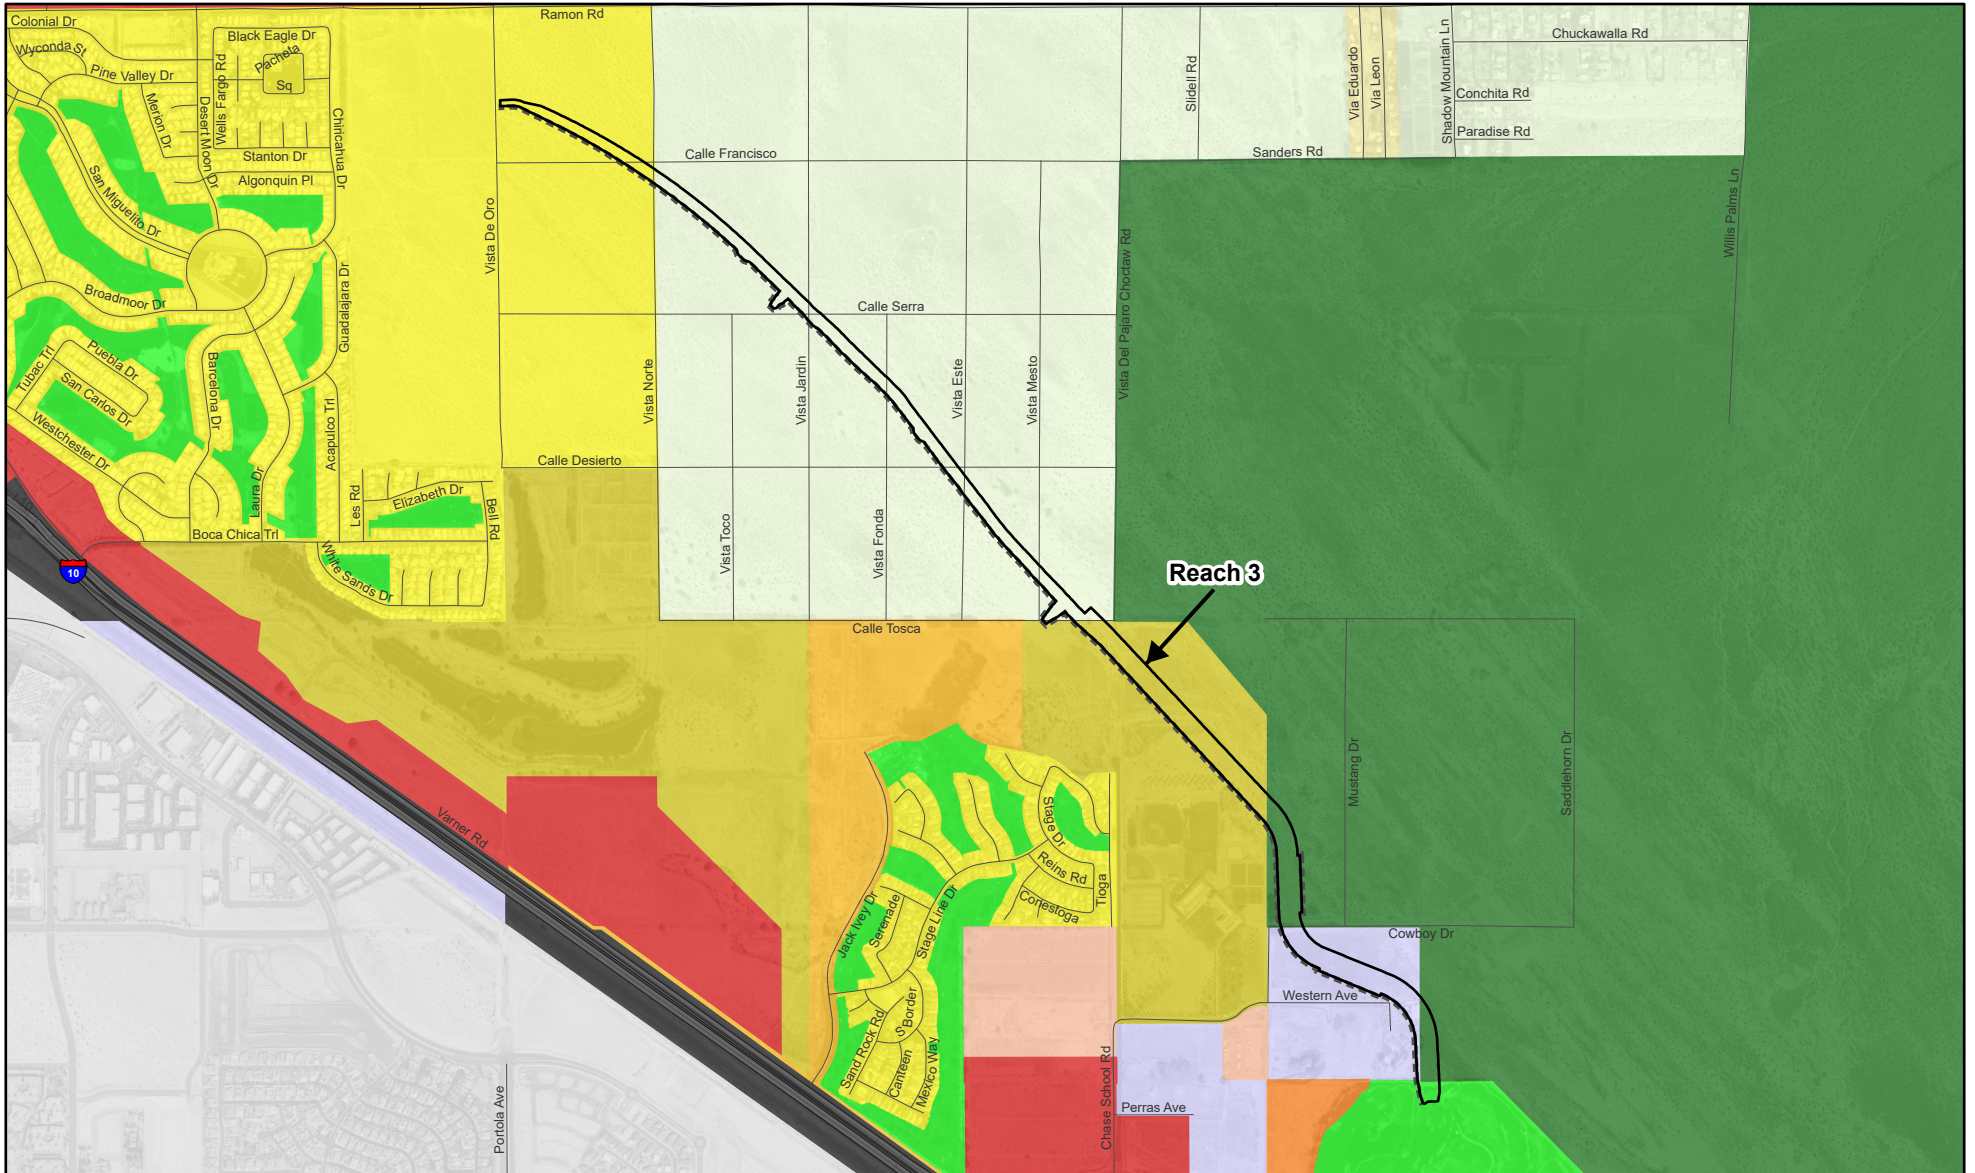 Colonial Dr
Ramon Rd
Black Eagle Dr
Chuckawalla Rd
Wyconda St
Pacheta
Sq
Pine Valley Dr
Wells Fargo Rd
Merion Dr
Desert Moon Dr
Chiricahua Dr
Slidell Rd
Via Eduardo
Via Leon
Shadow Mountain Ln
Conchita Rd
Paradise Rd
Stanton Dr
Calle Francisco
Sanders Rd
Algonquin Pl
San Miguelito Dr
Vista De Oro
Willis Palms Ln
Broadmoor Dr
Guadalajara Dr
Calle Serra
Vista Del Pajaro Choctaw Rd
Tubac Trl
Puebla Dr
San Carlos Dr
Barcelona Dr
Vista Norte
Vista Jardin
Vista Este
Vista Mesto
Westchester Dr
Acapulco Trl
Calle Desierto
Laura Dr
Les Rd
Elizabeth Dr
Bell Rd
Boca Chica Trl
Vista Toco
Vista Fonda
White Sands Dr
10
Reach 3
Calle Tosca
Mustang Dr
Saddlehorn Dr
Varner Rd
Stage Dr
Reins Rd
Tioga
Conestoga
Jack Ivey Dr
Serenade
Stage Line Dr
Cowboy Dr
Western Ave
S Border
Sand Rock Rd
Canteen
Mexico Way
Portola Ave
Chase School Rd
Perras Ave